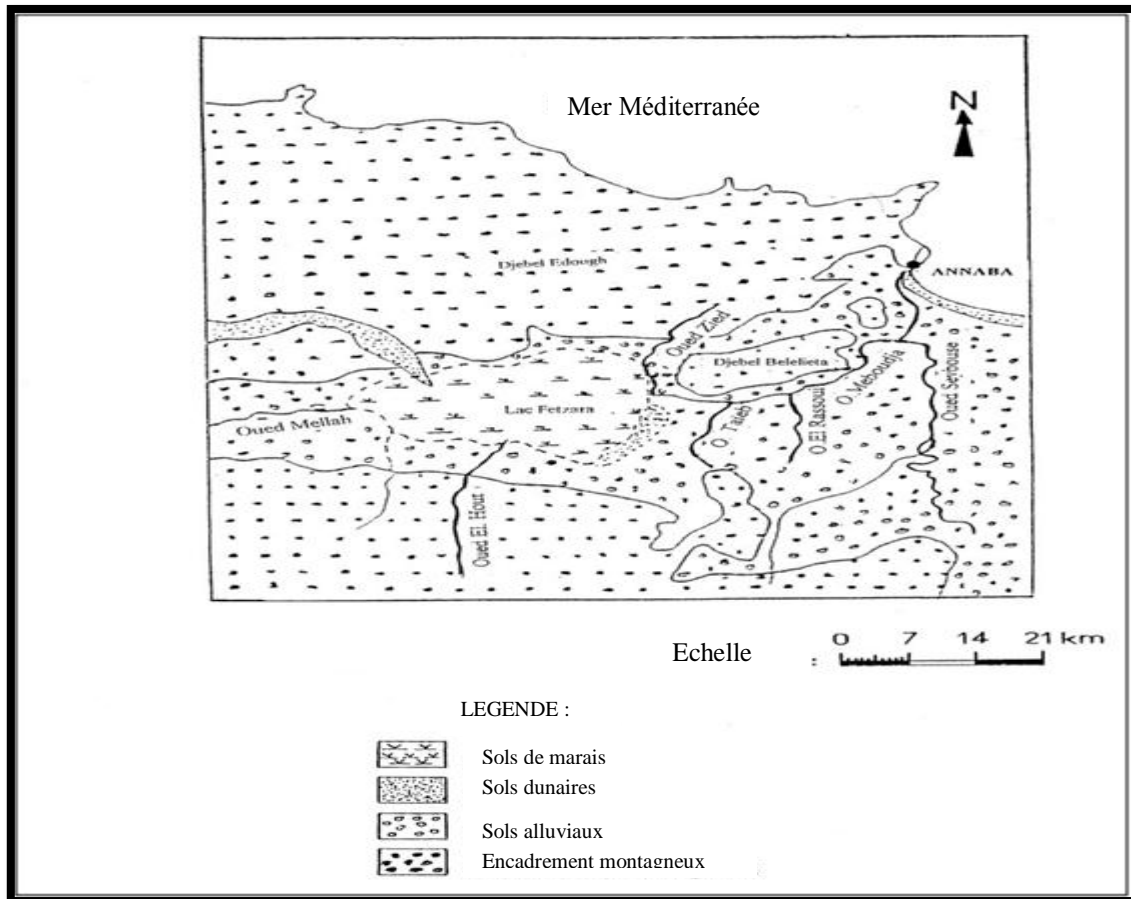 Mer Méditerranée
N
Djebel Edough
ANNABA
Oued Zied
Djebel Belelieta
O. Meboudja
Oued Seybouse
Lac Fetzara
Oued Mellah
O. Taleb
O. El Rassoul
Oued El. Hout
Echelle : 0 7 14 21 km
LEGENDE :
Sols de marais
Sols dunaires
Sols alluviaux
Encadrement montagneux